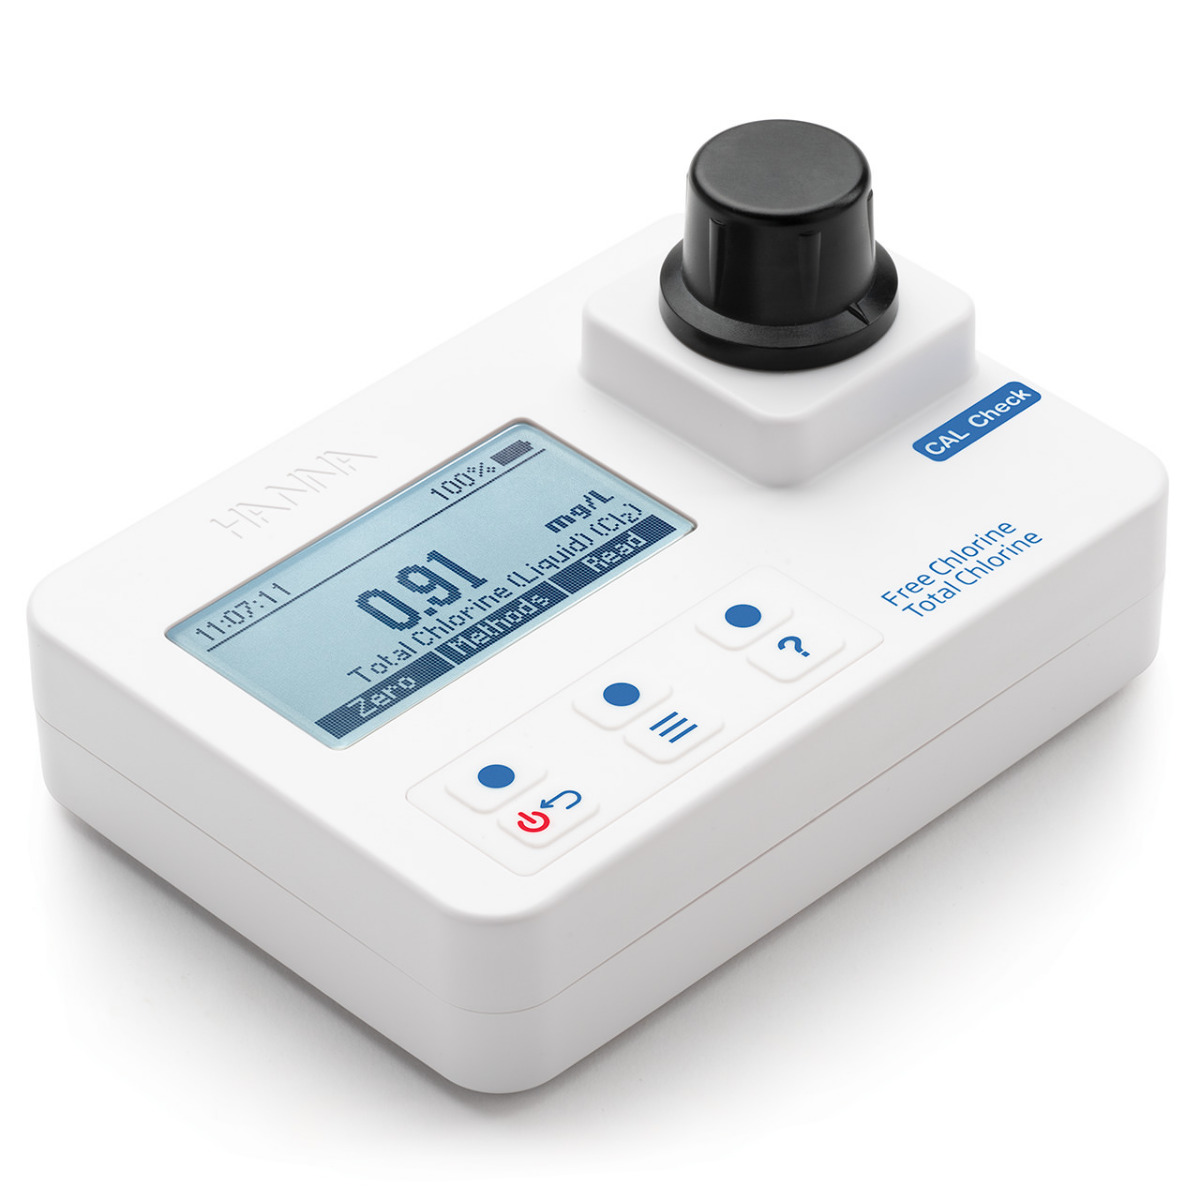 HANNA
11:07:11 100%
0.91 mg/L
Total Chlorine (Liquid) (Cl₂)
Zero Methods Read
CAL Check
Free Chlorine
Total Chlorine
?